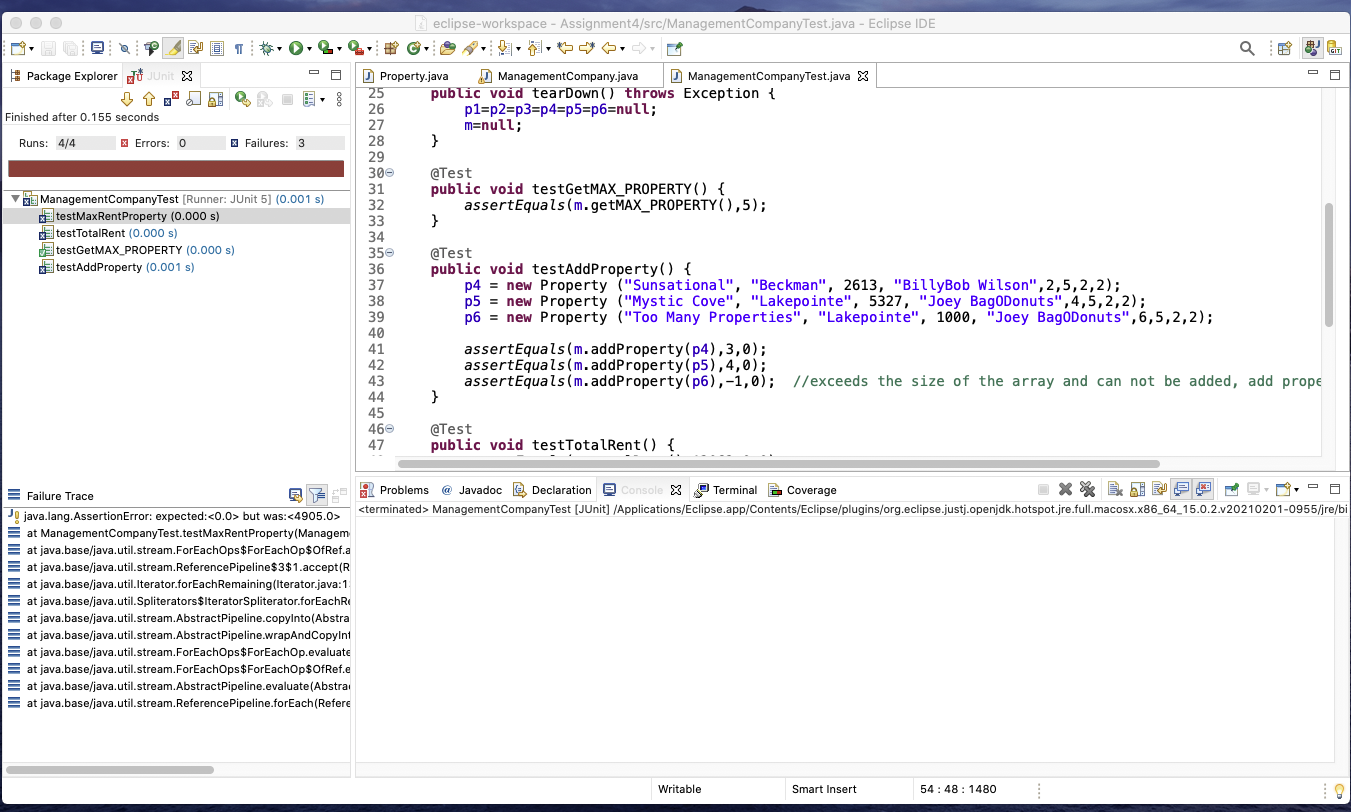 eclipse-workspace - Assignment4/src/ManagementCompanyTest.java - Eclipse IDE
Package Explorer
JUnit
Finished after 0.155 seconds
Runs: 4/4 Errors: 0 Failures: 3
ManagementCompanyTest [Runner: JUnit 5] (0.001 s)
testMaxRentProperty (0.000 s)
testTotalRent (0.000 s)
testGetMAX_PROPERTY (0.000 s)
testAddProperty (0.001 s)
Failure Trace
java.lang.AssertionError: expected:<0.0> but was:<4905.0>
at ManagementCompanyTest.testMaxRentProperty(Managem
at java.base/java.util.stream.ForEachOps$ForEachOp$OfRef.a
at java.base/java.util.stream.ReferencePipeline$3$1.accept(R
at java.base/java.util.Iterator.forEachRemaining(Iterator.java:1
at java.base/java.util.Spliterators$IteratorSpliterator.forEachRe
at java.base/java.util.stream.AbstractPipeline.copyInto(Abstra
at java.base/java.util.stream.AbstractPipeline.wrapAndCopyInt
at java.base/java.util.stream.ForEachOps$ForEachOp.evaluate
at java.base/java.util.stream.ForEachOps$ForEachOp$OfRef.e
at java.base/java.util.stream.AbstractPipeline.evaluate(Abstra
at java.base/java.util.stream.ReferencePipeline.forEach(Refere
Property.java
ManagementCompany.java
ManagementCompanyTest.java
25 public void tearDown() throws Exception {
26 p1=p2=p3=p4=p5=p6=null;
27 m=null;
28 }
29
30 @Test
31 public void testGetMAX_PROPERTY() {
32 assertEquals(m.getMAX_PROPERTY(),5);
33 }
34
35 @Test
36 public void testAddProperty() {
37 p4 = new Property ("Sunsational", "Beckman", 2613, "BillyBob Wilson",2,5,2,2);
38 p5 = new Property ("Mystic Cove", "Lakepointe", 5327, "Joey BagODonuts",4,5,2,2);
39 p6 = new Property ("Too Many Properties", "Lakepointe", 1000, "Joey BagODonuts",6,5,2,2);
40
41 assertEquals(m.addProperty(p4),3,0);
42 assertEquals(m.addProperty(p5),4,0);
43 assertEquals(m.addProperty(p6),-1,0); //exceeds the size of the array and can not be added, add prope
44 }
45
46 @Test
47 public void testTotalRent() {
Problems
@ Javadoc
Declaration
Console
Terminal
Coverage
<terminated> ManagementCompanyTest [JUnit] /Applications/Eclipse.app/Contents/Eclipse/plugins/org.eclipse.justj.openjdk.hotspot.jre.full.macosx.x86_64_15.0.2.v20210201-0955/jre/bi
Writable
Smart Insert
54 : 48 : 1480